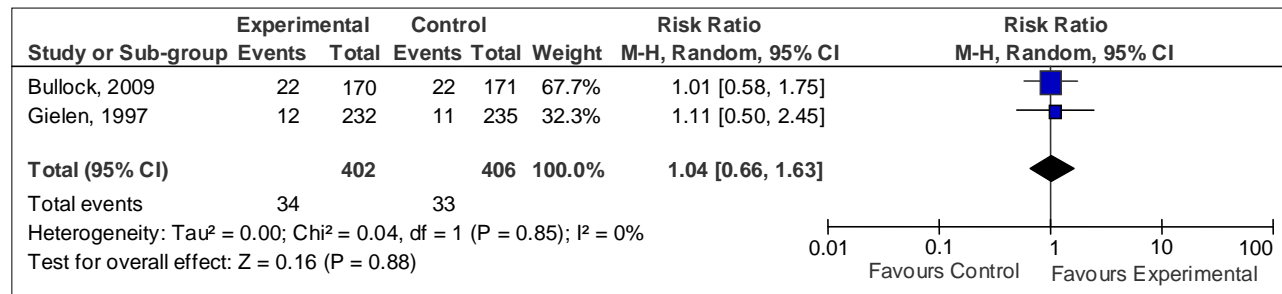 Experimental Control Risk Ratio Risk Ratio
Study or Sub-group Events Total Events Total Weight M-H, Random, 95% CI M-H, Random, 95% CI
Bullock, 2009 22 170 22 171 67.7% 1.01 [0.58, 1.75]
Gielen, 1997 12 232 11 235 32.3% 1.11 [0.50, 2.45]
Total (95% CI) 402 406 100.0% 1.04 [0.66, 1.63]
Total events 34 33
Heterogeneity: Tau² = 0.00; Chi² = 0.04, df = 1 (P = 0.85); I² = 0%
Test for overall effect: Z = 0.16 (P = 0.88)
0.01 0.1 1 10 100
Favours Control Favours Experimental